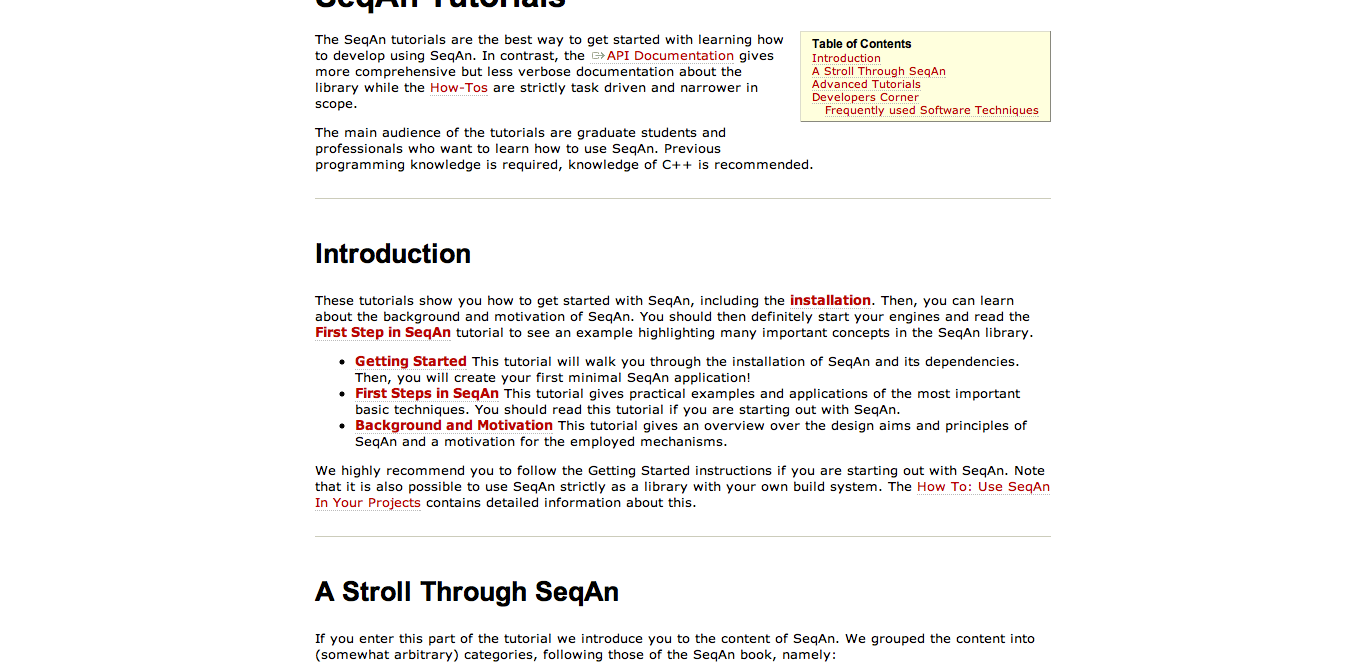 SeqAn Tutorials
The SeqAn tutorials are the best way to get started with learning how
to develop using SeqAn. In contrast, the API Documentation gives
more comprehensive but less verbose documentation about the
library while the How-Tos are strictly task driven and narrower in
scope.
Table of Contents
Introduction
A Stroll Through SeqAn
Advanced Tutorials
Developers Corner
Frequently used Software Techniques
The main audience of the tutorials are graduate students and
professionals who want to learn how to use SeqAn. Previous
programming knowledge is required, knowledge of C++ is recommended.
Introduction
These tutorials show you how to get started with SeqAn, including the installation. Then, you can learn
about the background and motivation of SeqAn. You should then definitely start your engines and read the
First Step in SeqAn tutorial to see an example highlighting many important concepts in the SeqAn library.
• Getting Started This tutorial will walk you through the installation of SeqAn and its dependencies.
Then, you will create your first minimal SeqAn application!
• First Steps in SeqAn This tutorial gives practical examples and applications of the most important
basic techniques. You should read this tutorial if you are starting out with SeqAn.
• Background and Motivation This tutorial gives an overview over the design aims and principles of
SeqAn and a motivation for the employed mechanisms.
We highly recommend you to follow the Getting Started instructions if you are starting out with SeqAn. Note
that it is also possible to use SeqAn strictly as a library with your own build system. The How To: Use SeqAn
In Your Projects contains detailed information about this.
A Stroll Through SeqAn
If you enter this part of the tutorial we introduce you to the content of SeqAn. We grouped the content into
(somewhat arbitrary) categories, following those of the SeqAn book, namely: